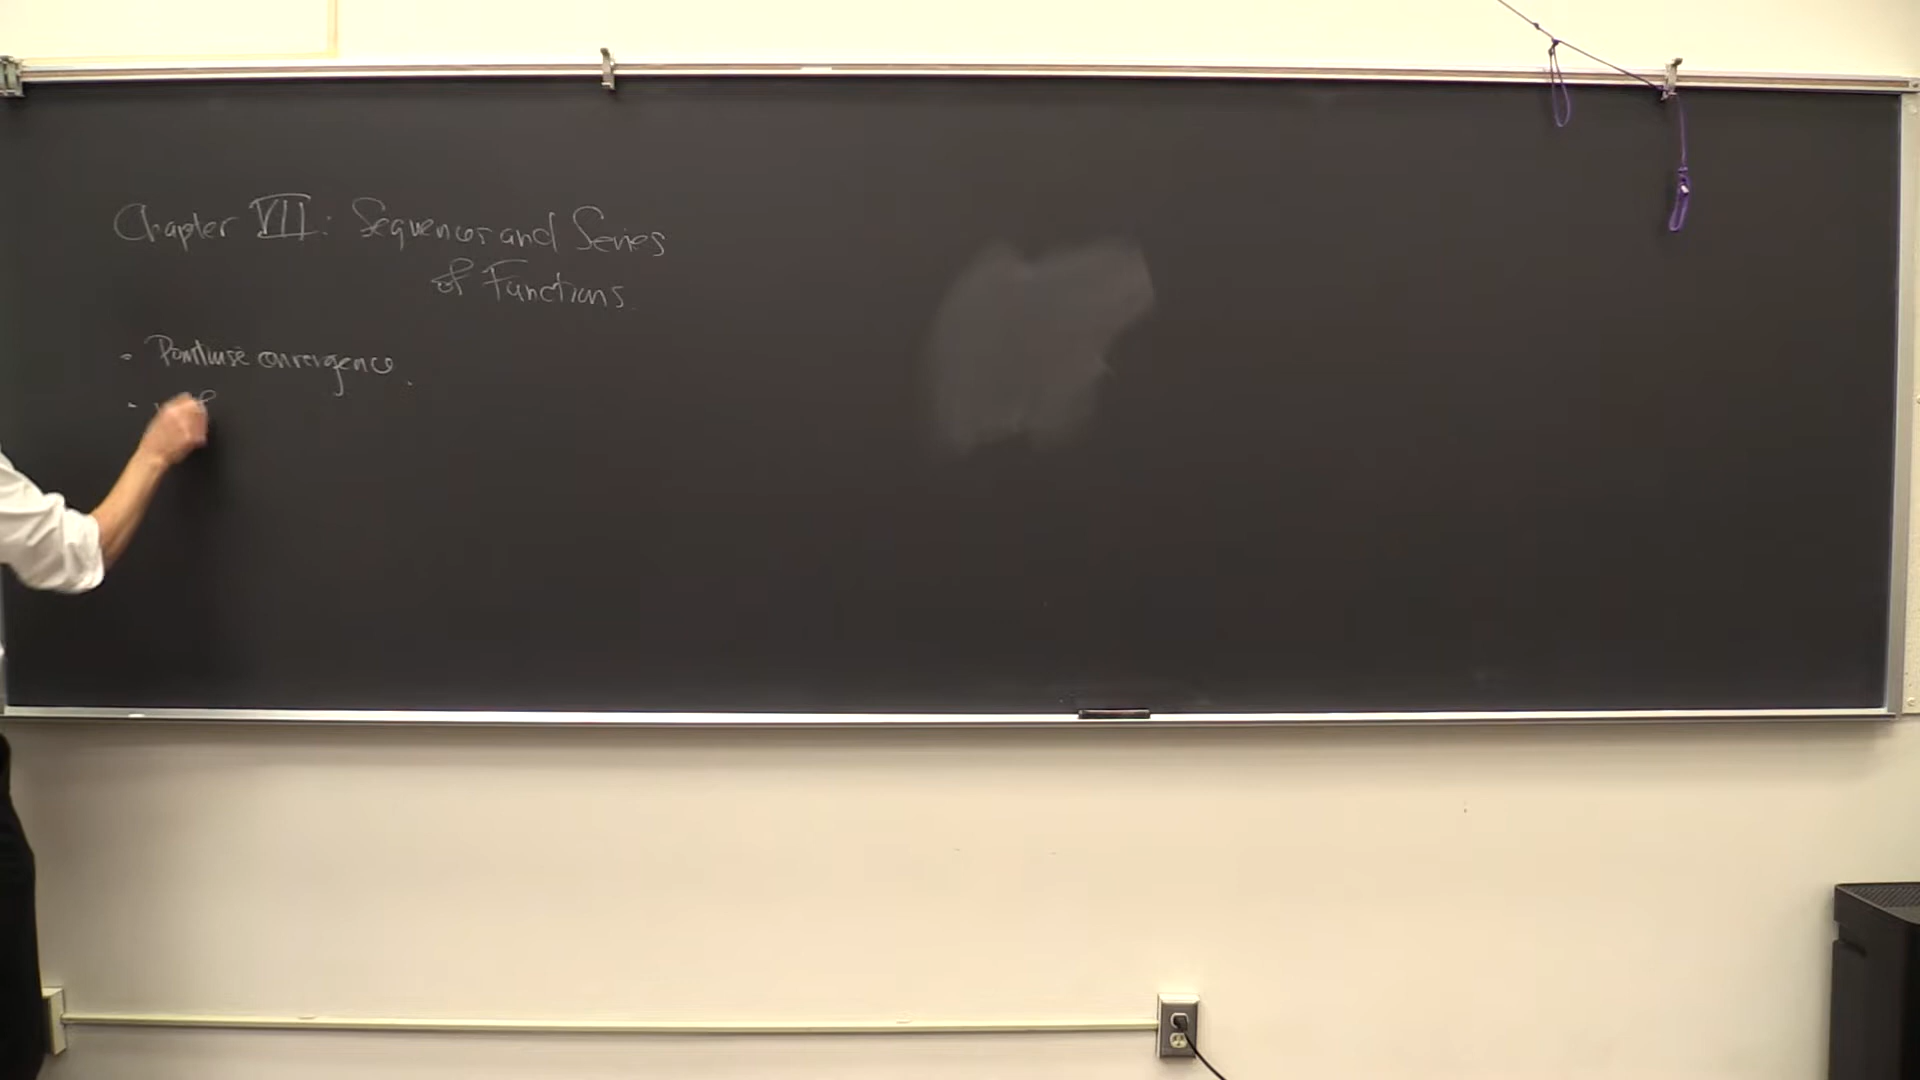 Chapter VII: Sequences and Series
of Functions.
• Pointwise convergence.
•